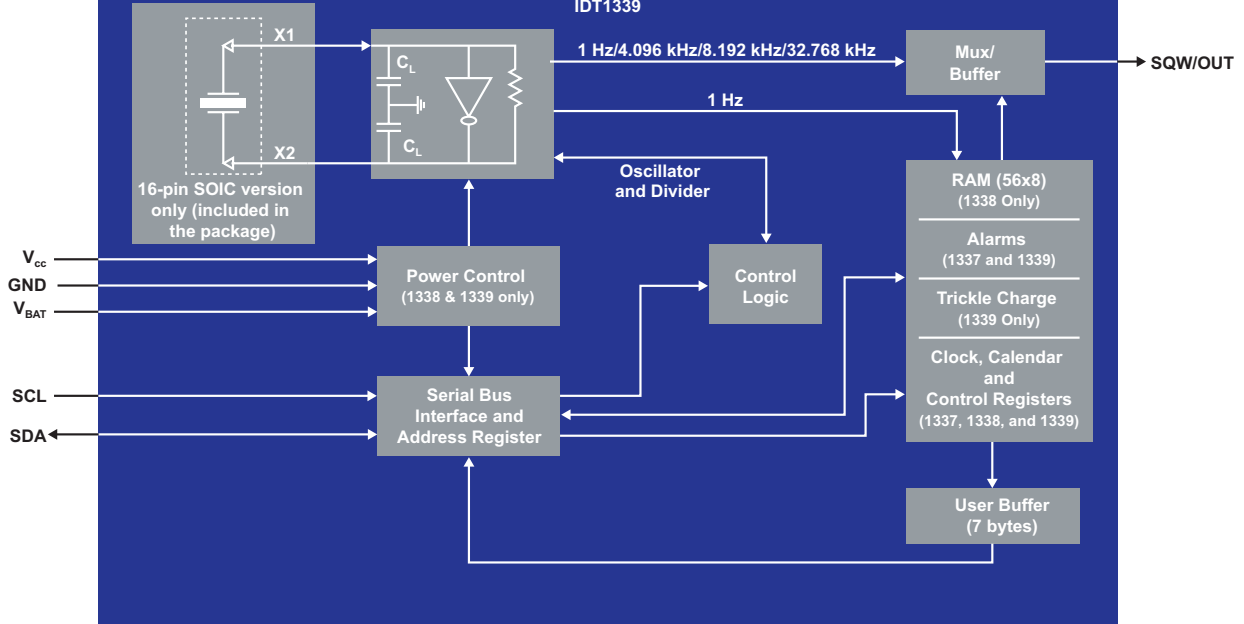 IDT1339
X1
CL
CL
X2
16-pin SOIC version
only (included in
the package)
1 Hz/4.096 kHz/8.192 kHz/32.768 kHz
Mux/
Buffer
SQW/OUT
1 Hz
Oscillator
and Divider
RAM (56x8)
(1338 Only)
Alarms
(1337 and 1339)
Trickle Charge
(1339 Only)
Clock, Calendar
and
Control Registers
(1337, 1338, and 1339)
Vcc
GND
VBAT
Power Control
(1338 & 1339 only)
Control
Logic
SCL
SDA
Serial Bus
Interface and
Address Register
User Buffer
(7 bytes)